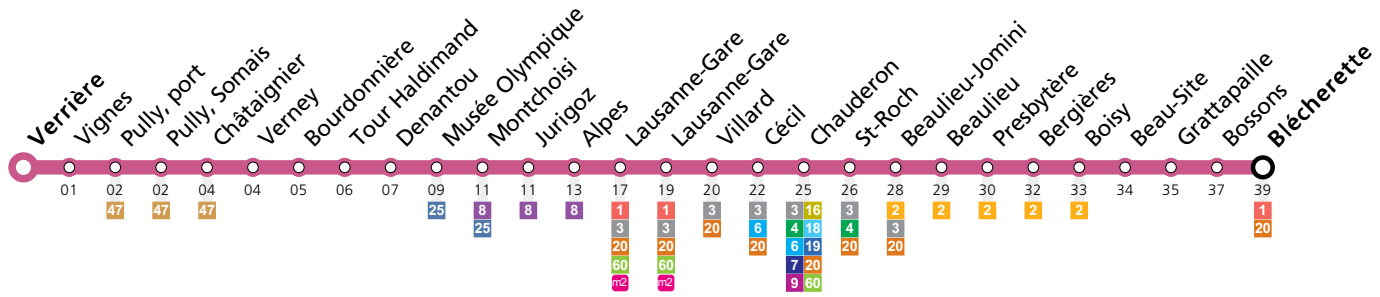 Verrière
Vignes
Pully, port
Pully, Somais
Châtaignier
Verney
Bourdonnière
Tour Haldimand
Denantou
Musée Olympique
Montchoisi
Jurigoz
Alpes
Lausanne-Gare
Lausanne-Gare
Villard
Cécil
Chauderon
St-Roch
Beaulieu-Jomini
Beaulieu
Presbytère
Bergières
Boisy
Beau-Site
Grattapaille
Bossons
Blécherette
01 02 02 04 04 05 06 07 09 11 11 13 17 19 20 22 25 26 28 29 30 32 33 34 35 37 39
47 47 47 25 8 8 8 1 1 3 3 3 16 3 2 2 2 2 2 1
25 3 3 20 6 4 18 4 3 20
20 20 20 6 19 20 20
60 60 7 20
m2 m2 9 60